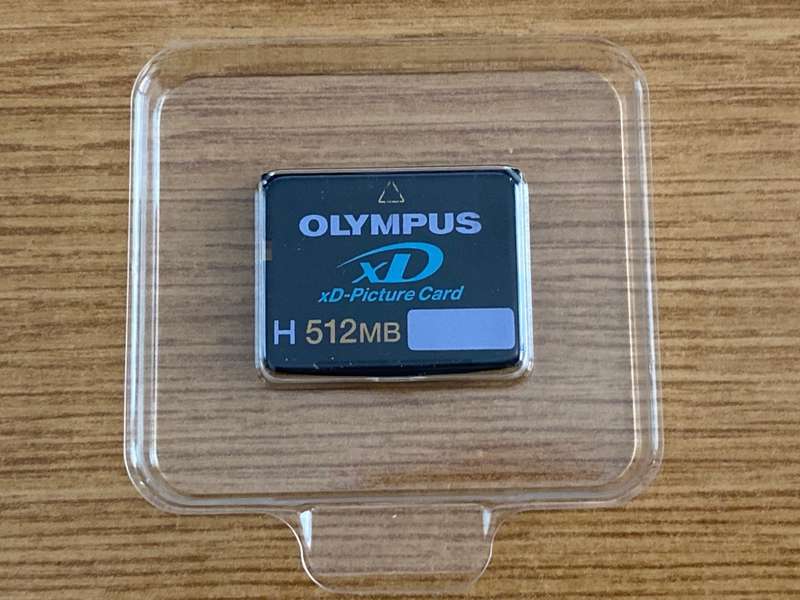 OLYMPUS
xD
xD-Picture Card
H 512MB